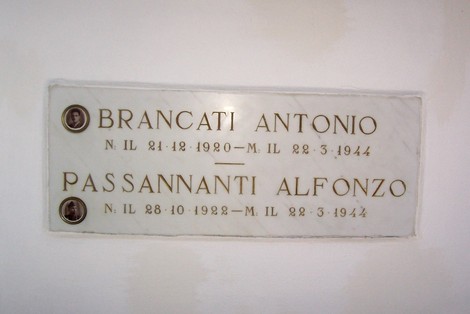 BRANCATI ANTONIO
N. IL 21·12·1920—M. IL 22·3·1944
PASSANNANTI ALFONZO
N. IL 28·10·1922—M. IL 22·3·1944